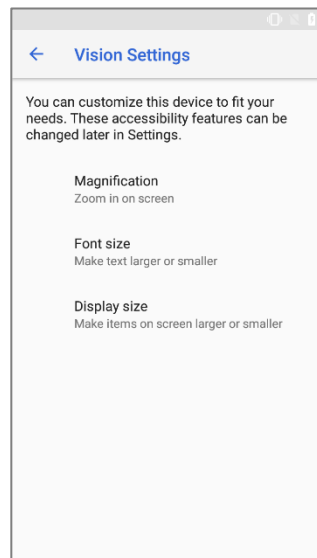 Vision Settings
You can customize this device to fit your
needs. These accessibility features can be
changed later in Settings.
Magnification
Zoom in on screen
Font size
Make text larger or smaller
Display size
Make items on screen larger or smaller